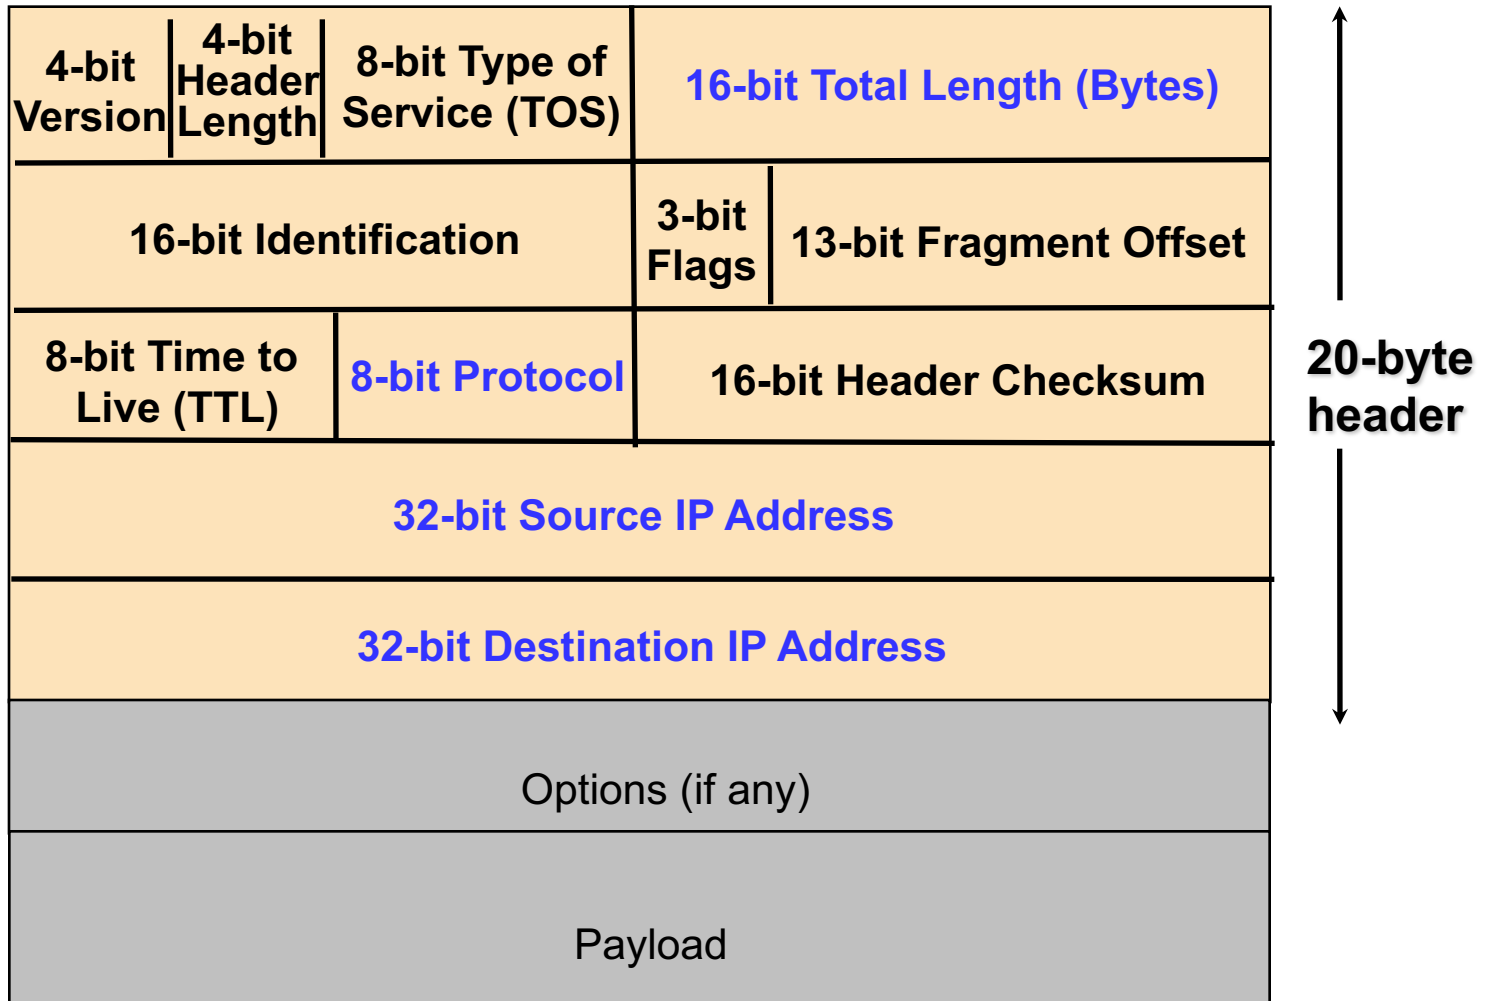 4-bit
Version
4-bit
Header
Length
8-bit Type of
Service (TOS)
16-bit Total Length (Bytes)
16-bit Identification
3-bit
Flags
13-bit Fragment Offset
8-bit Time to
Live (TTL)
8-bit Protocol
16-bit Header Checksum
20-byte
header
32-bit Source IP Address
32-bit Destination IP Address
Options (if any)
Payload